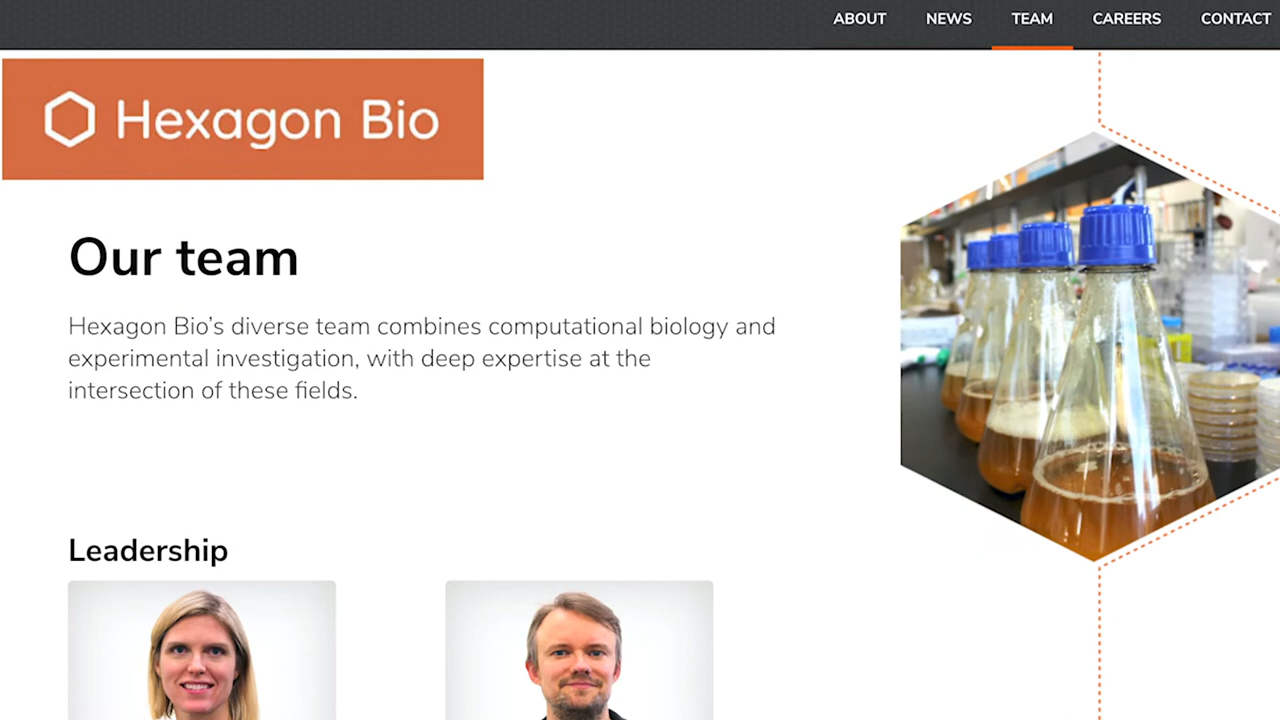 ABOUT NEWS TEAM CAREERS CONTACT
Hexagon Bio
Our team
Hexagon Bio’s diverse team combines computational biology and
experimental investigation, with deep expertise at the
intersection of these fields.
Leadership